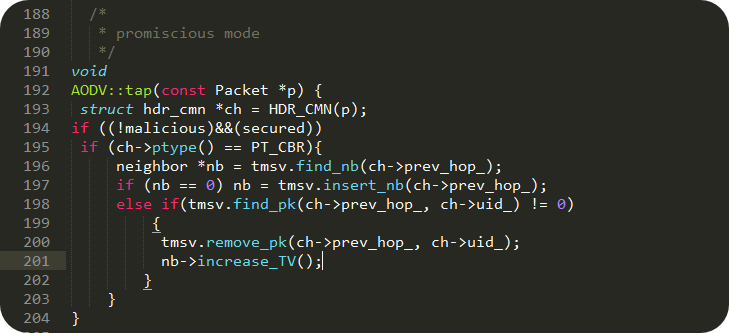 188 /*
189 * promiscious mode
190 */
191 void
192 AODV::tap(const Packet *p) {
193 struct hdr_cmn *ch = HDR_CMN(p);
194 if ((!malicious)&&(secured))
195 if (ch->ptype() == PT_CBR){
196 neighbor *nb = tmsv.find_nb(ch->prev_hop_);
197 if (nb == 0) nb = tmsv.insert_nb(ch->prev_hop_);
198 else if(tmsv.find_pk(ch->prev_hop_, ch->uid_) != 0)
199 {
200 tmsv.remove_pk(ch->prev_hop_, ch->uid_);
201 nb->increase_TV();
202 }
203 }
204 }